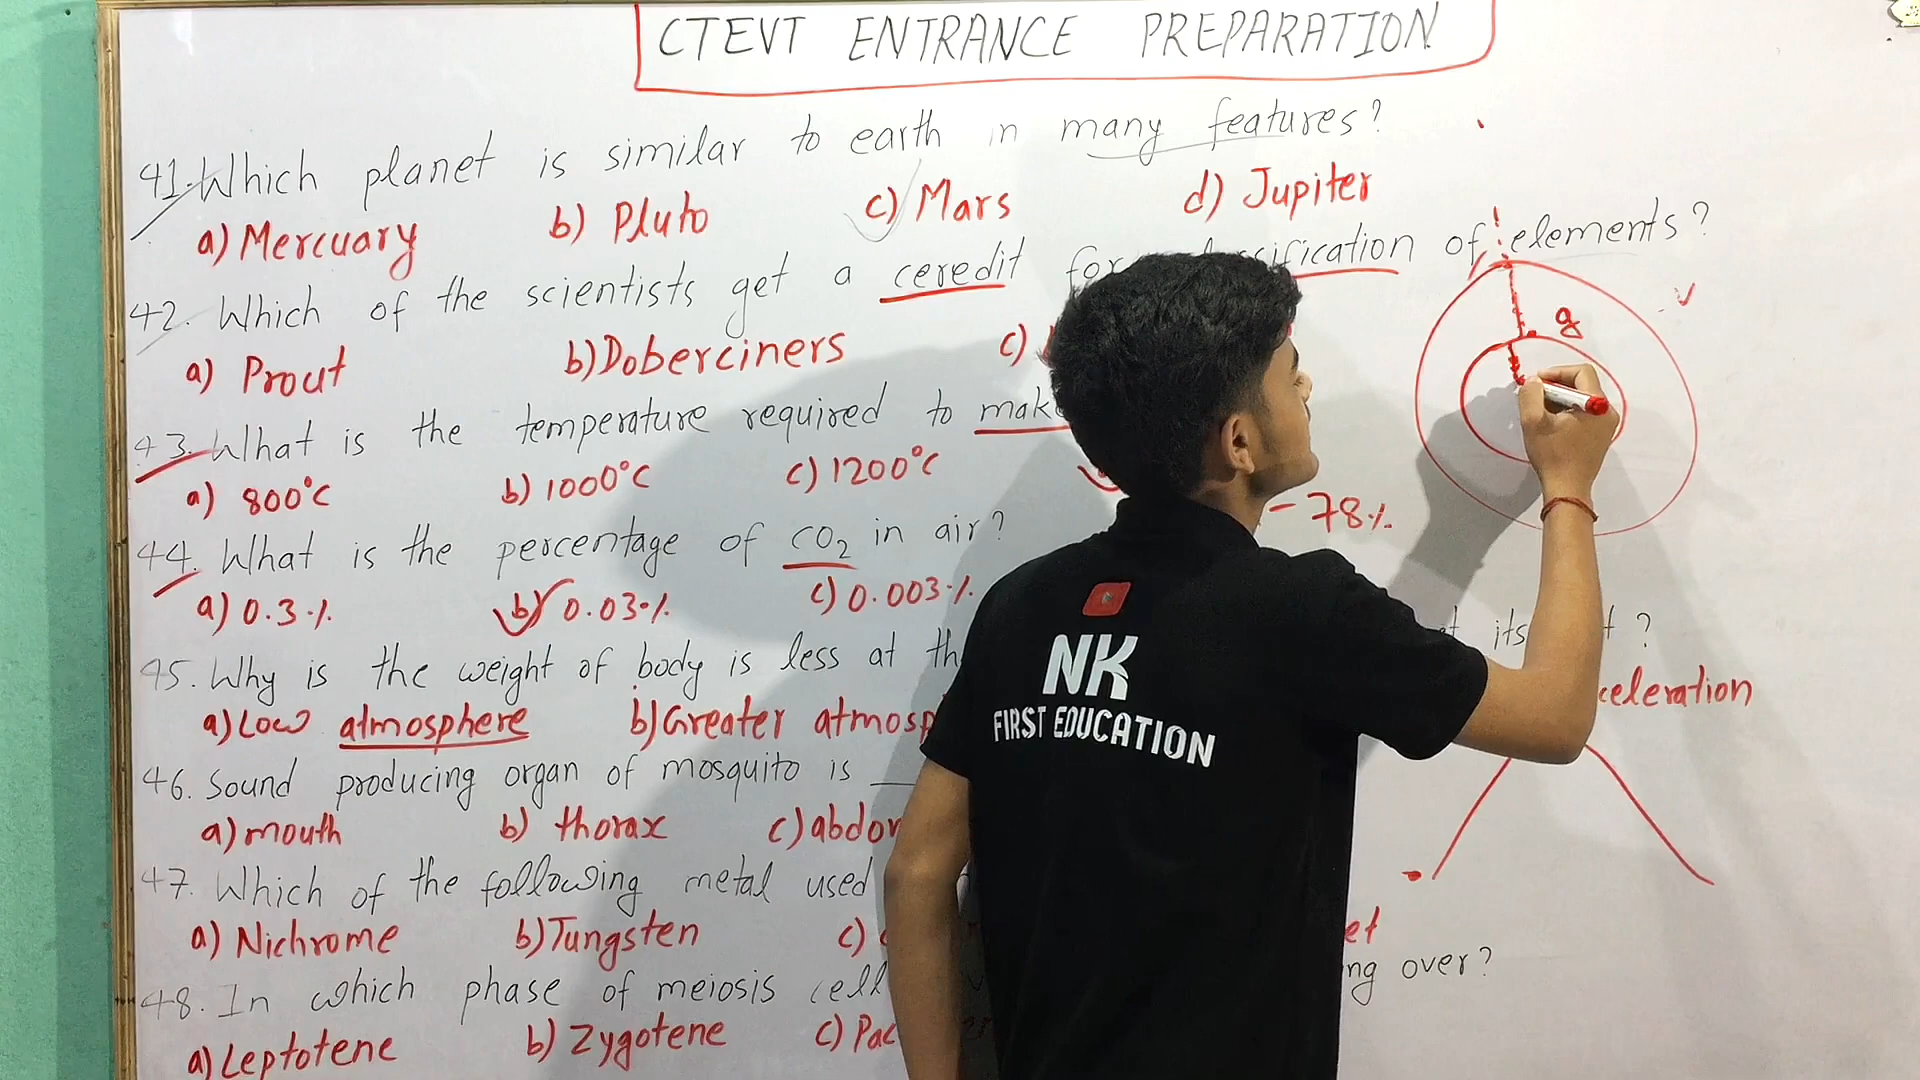 CTEVT ENTRANCE PREPARATION
41. Which planet is similar to earth in many features?
a) Mercuary b) Pluto c) Mars d) Jupiter
42. Which of the scientists get a ceredit for sification of elements?
a) Prout b) Doberciners c)
g
43. What is the temperature required to make
a) 800°C b) 1000°C c) 1200°C
- 78%
44. What is the percentage of CO2 in air?
a) 0.3% b) 0.03% c) 0.003%
45. Why is the weight of body is less at th its ?
a) Low atmosphere b) Greater atmosp celeration
46. Sound producing organ of mosquito is
a) mouth b) thorax c) abdo
47. Which of the following metal used
a) Nichrome b) Tungsten c) et
48. In which phase of meiosis cell ng over?
a) Leptotene b) Zygotene c) Pac
NK
FIRST EDUCATION